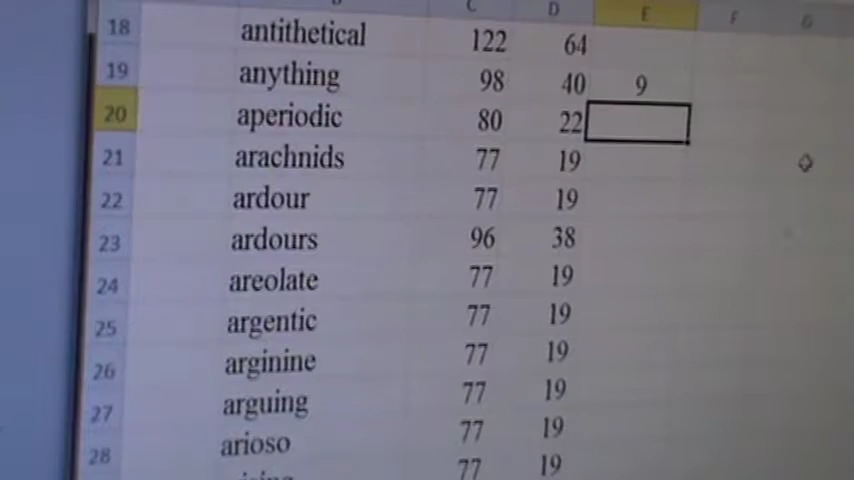 C D E F G
18 antithetical 122 64
19 anything 98 40 9
20 aperiodic 80 22
21 arachnids 77 19
22 ardour 77 19
23 ardours 96 38
24 areolate 77 19
25 argentic 77 19
26 arginine 77 19
27 arguing 77 19
28 arioso 77 19
77 19